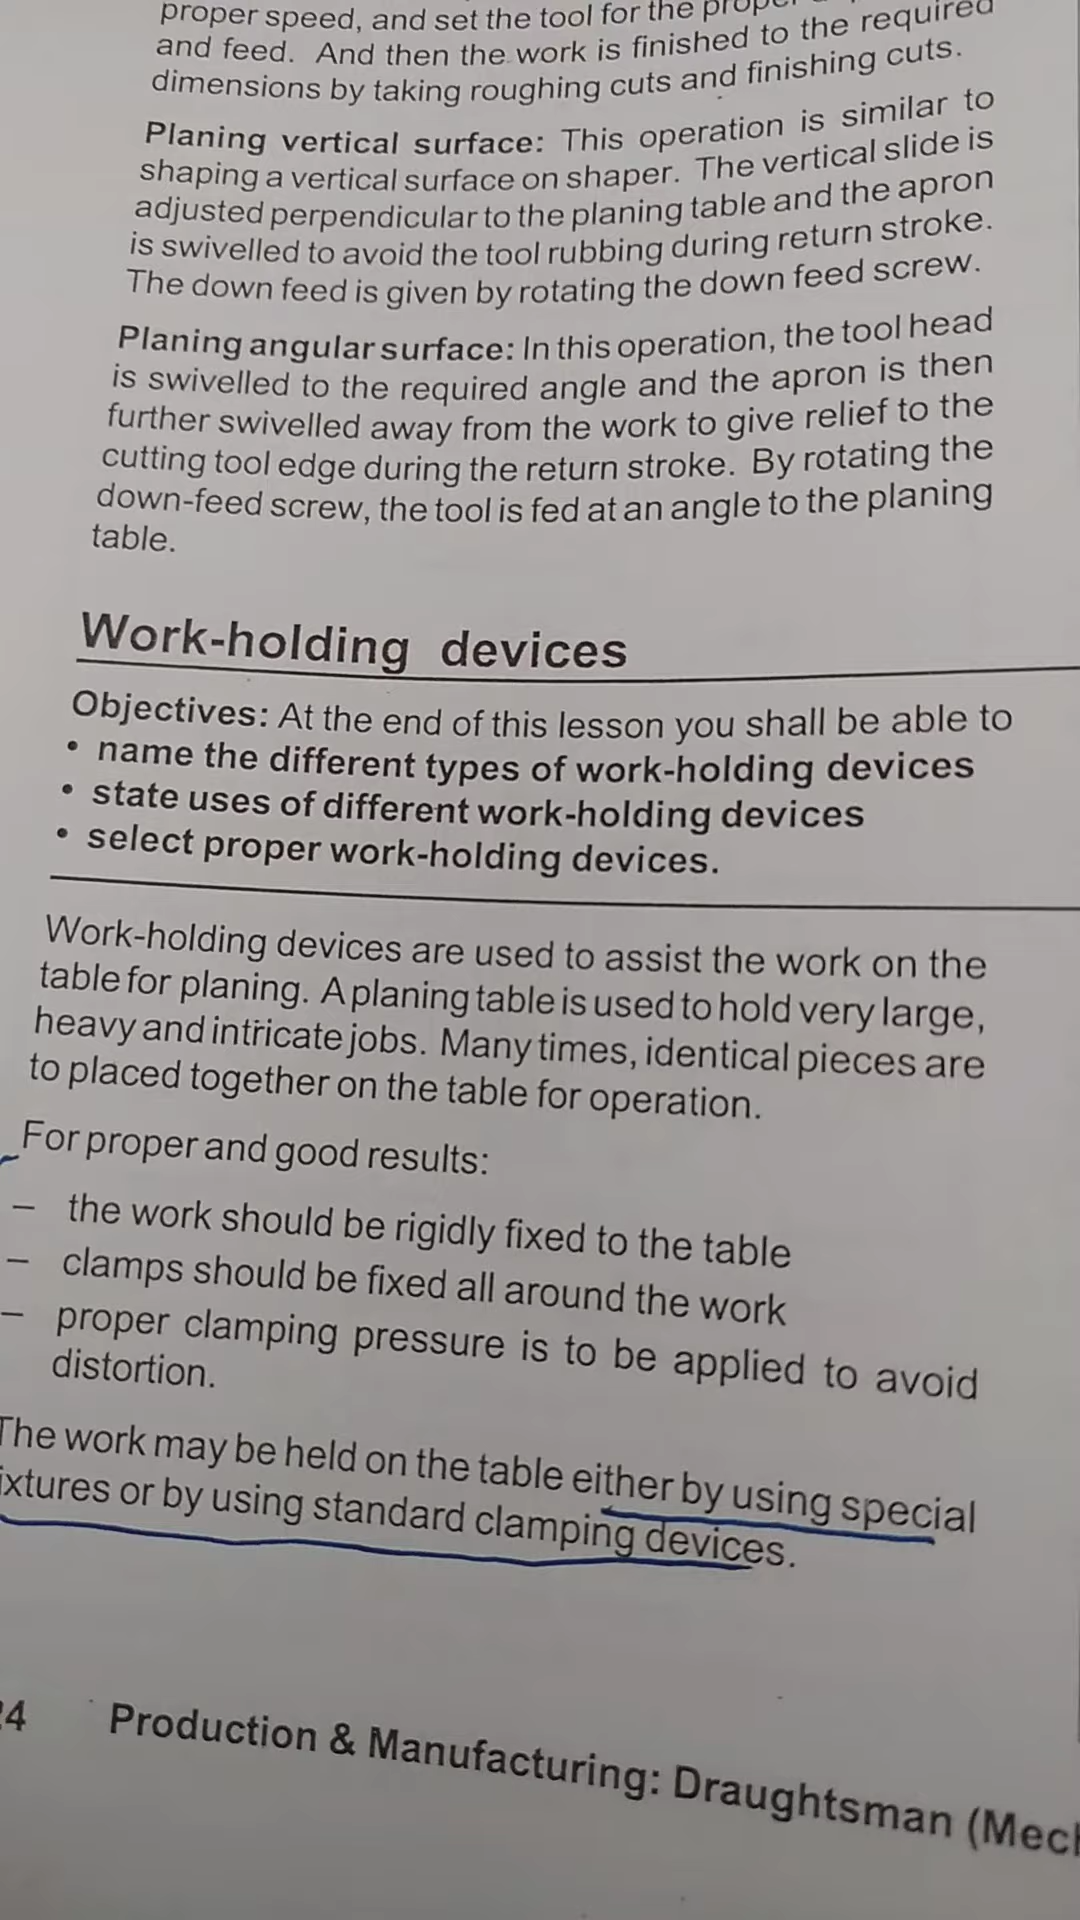 proper speed, and set the tool for the proper
and feed. And then the work is finished to the required
dimensions by taking roughing cuts and finishing cuts.
Planing vertical surface: This operation is similar to
shaping a vertical surface on shaper. The vertical slide is
adjusted perpendicular to the planing table and the apron
is swivelled to avoid the tool rubbing during return stroke.
The down feed is given by rotating the down feed screw.
Planing angular surface: In this operation, the tool head
is swivelled to the required angle and the apron is then
further swivelled away from the work to give relief to the
cutting tool edge during the return stroke. By rotating the
down-feed screw, the tool is fed at an angle to the planing
table.
Work-holding devices
Objectives: At the end of this lesson you shall be able to
• name the different types of work-holding devices
• state uses of different work-holding devices
• select proper work-holding devices.
Work-holding devices are used to assist the work on the
table for planing. A planing table is used to hold very large,
heavy and intricate jobs. Many times, identical pieces are
to placed together on the table for operation.
For proper and good results:
– the work should be rigidly fixed to the table
– clamps should be fixed all around the work
– proper clamping pressure is to be applied to avoid
distortion.
The work may be held on the table either by using special
ixtures or by using standard clamping devices.
24 Production & Manufacturing: Draughtsman (Mech